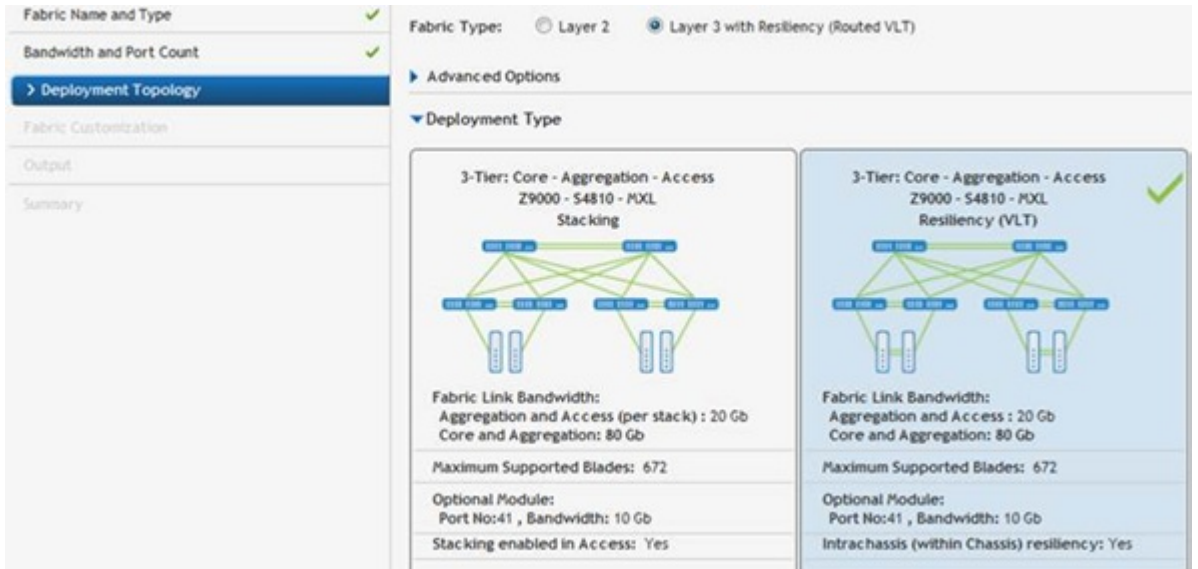 Fabric Name and Type
Bandwidth and Port Count
> Deployment Topology
Fabric Customization
Output
Summary
Fabric Type: Layer 2 Layer 3 with Resiliency (Routed VLT)
Advanced Options
Deployment Type
3-Tier: Core - Aggregation - Access
Z9000 - S4810 - MXL
Stacking
Fabric Link Bandwidth:
Aggregation and Access (per stack) : 20 Gb
Core and Aggregation: 80 Gb
Maximum Supported Blades: 672
Optional Module:
Port No:41 , Bandwidth: 10 Gb
Stacking enabled in Access: Yes
3-Tier: Core - Aggregation - Access
Z9000 - S4810 - MXL
Resiliency (VLT)
Fabric Link Bandwidth:
Aggregation and Access : 20 Gb
Core and Aggregation: 80 Gb
Maximum Supported Blades: 672
Optional Module:
Port No:41 , Bandwidth: 10 Gb
Intrachassis (within Chassis) resiliency: Yes